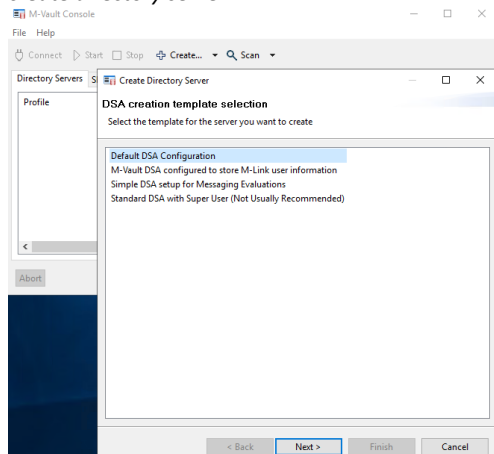 M-Vault Console
File Help
Connect Start Stop Create... Scan
Directory Servers
Create Directory Server
Profile
DSA creation template selection
Select the template for the server you want to create
Default DSA Configuration
M-Vault DSA configured to store M-Link user information
Simple DSA setup for Messaging Evaluations
Standard DSA with Super User (Not Usually Recommended)
Abort
< Back Next > Finish Cancel